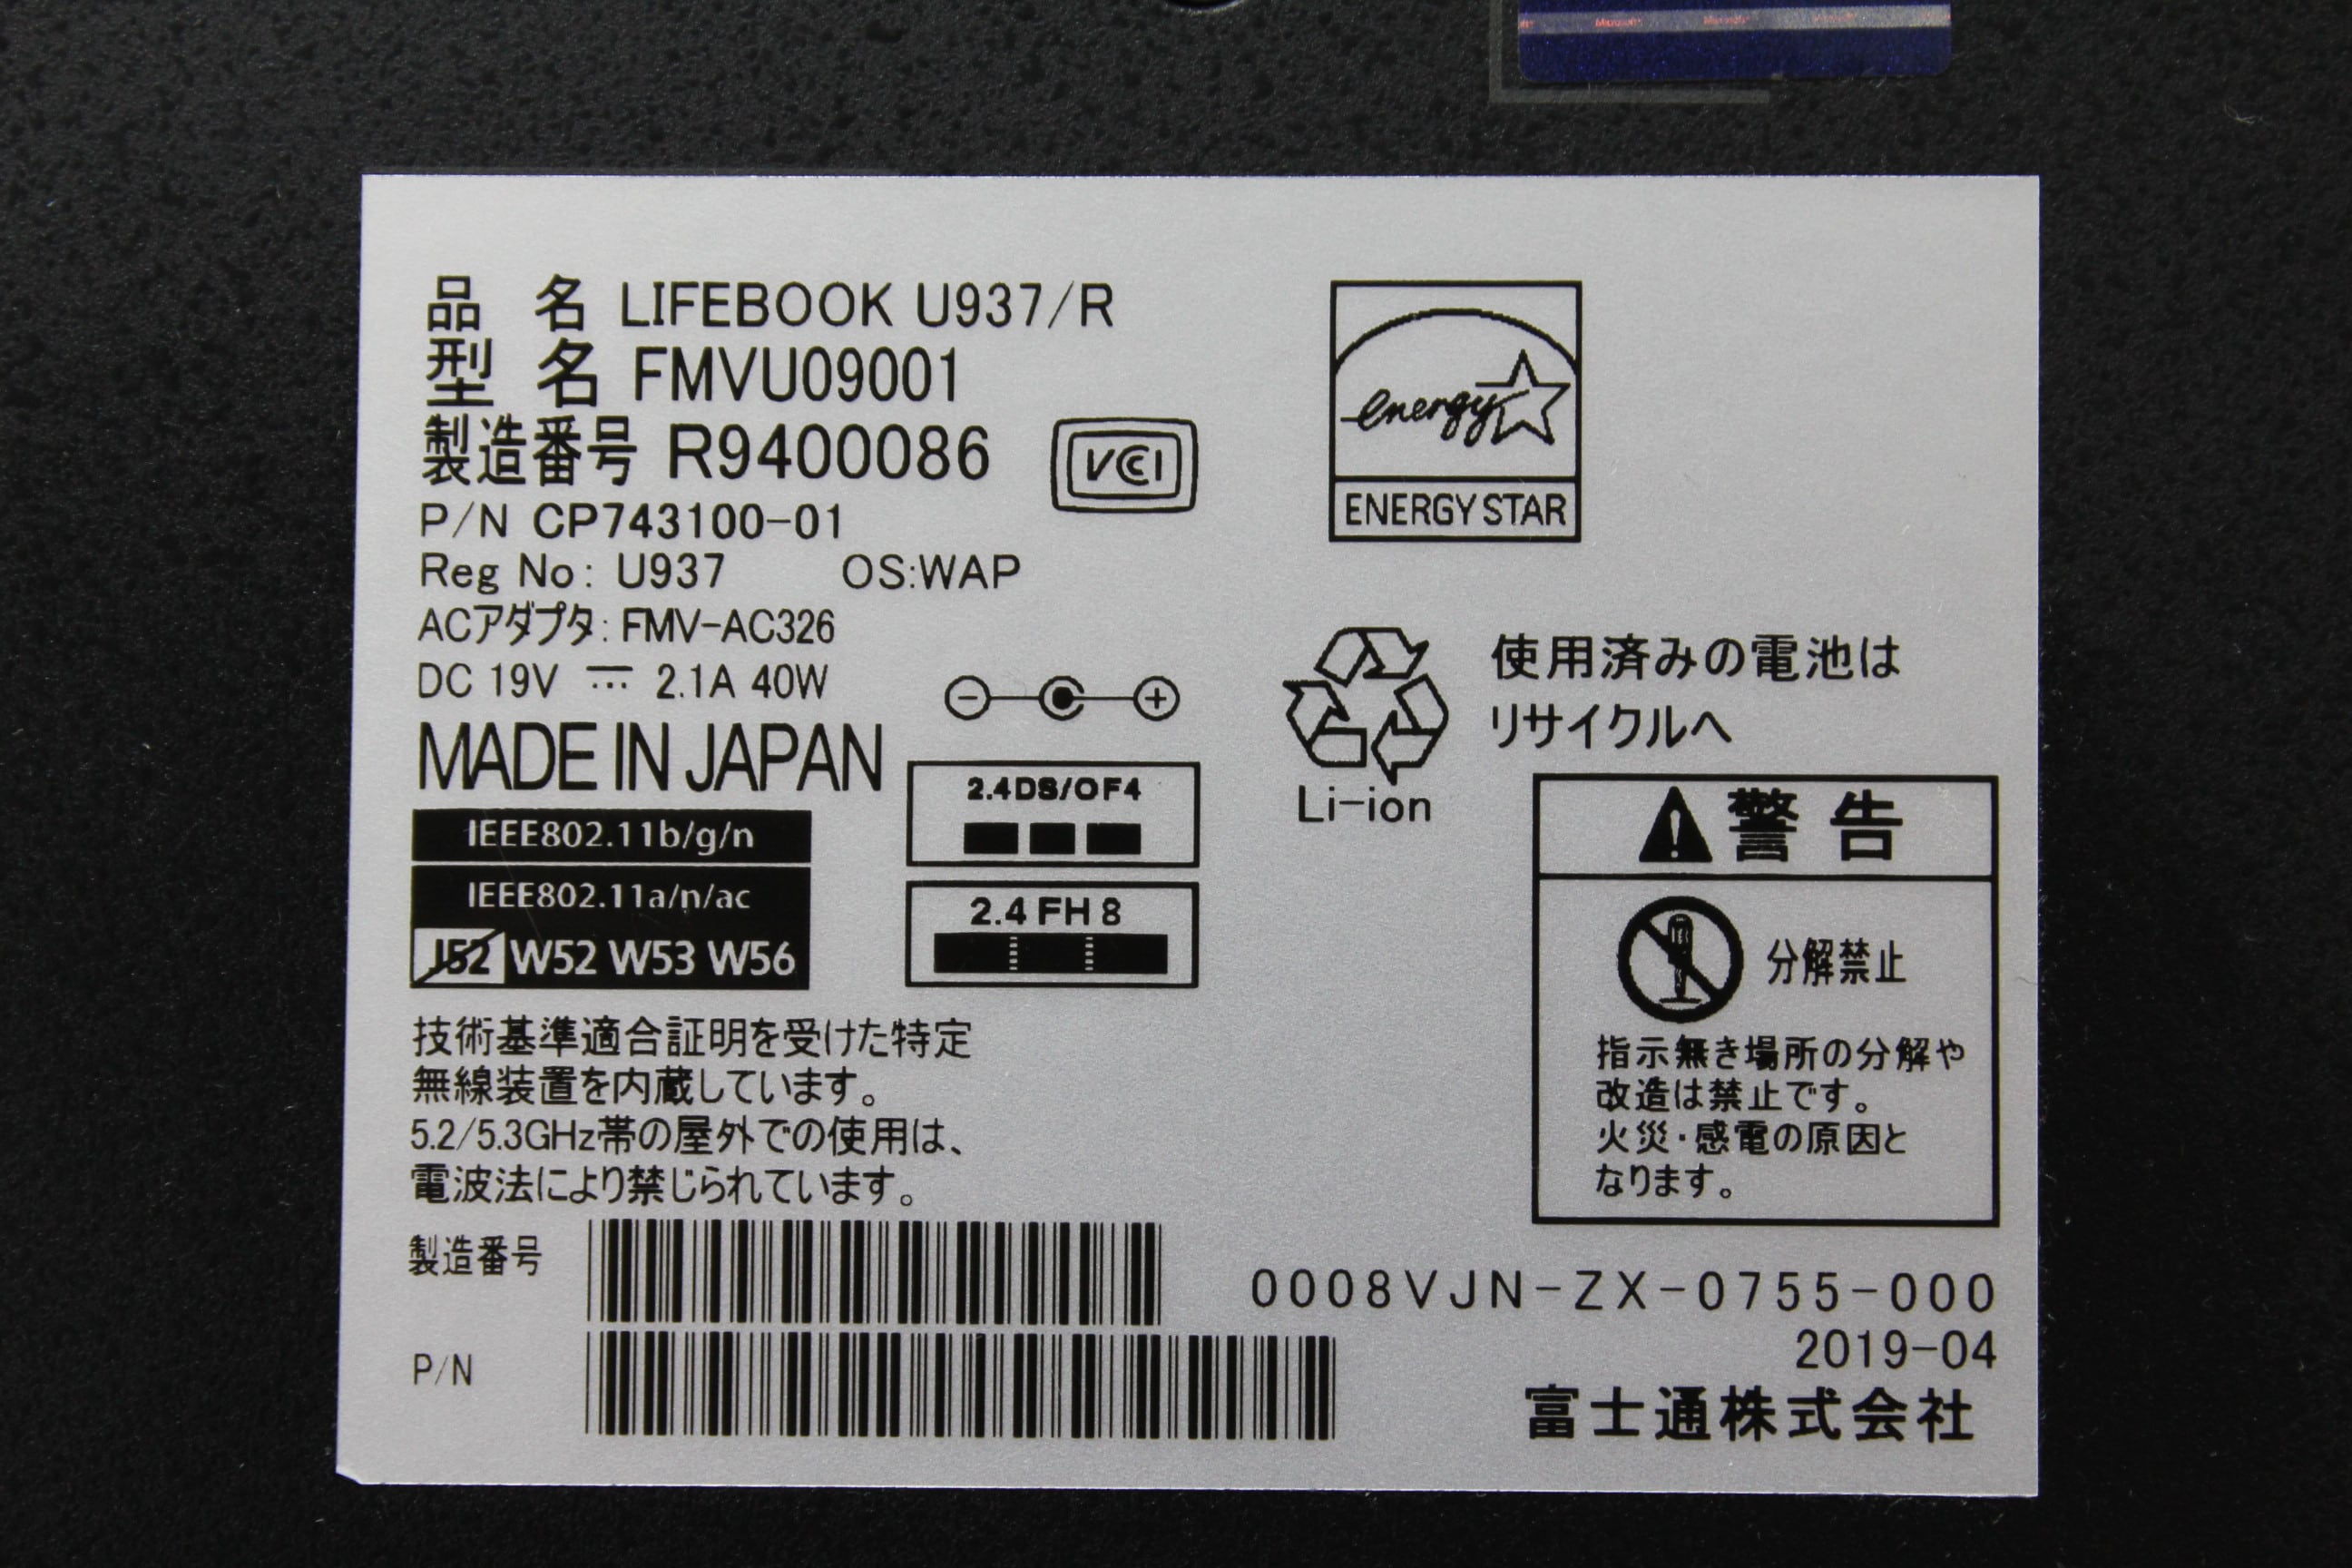 品 名 LIFEBOOK U937/R
型 名 FMVU09001
製造番号 R9400086
VCCI
P/N CP743100-01
Reg No: U937 OS:WAP
ACアダプタ: FMV-AC326
DC 19V ⎓ 2.1A 40W
MADE IN JAPAN
IEEE802.11b/g/n
IEEE802.11a/n/ac
J52 W52 W53 W56
2.4DS/OF4
2.4 FH 8
技術基準適合証明を受けた特定
無線装置を内蔵しています。
5.2/5.3GHz帯の屋外での使用は、
電波法により禁じられています。
製造番号
P/N
energy
ENERGY STAR
使用済みの電池は
リサイクルへ
Li-ion
警告
分解禁止
指示無き場所の分解や
改造は禁止です。
火災・感電の原因と
なります。
0008VJN-ZX-0755-000
2019-04
富士通株式会社